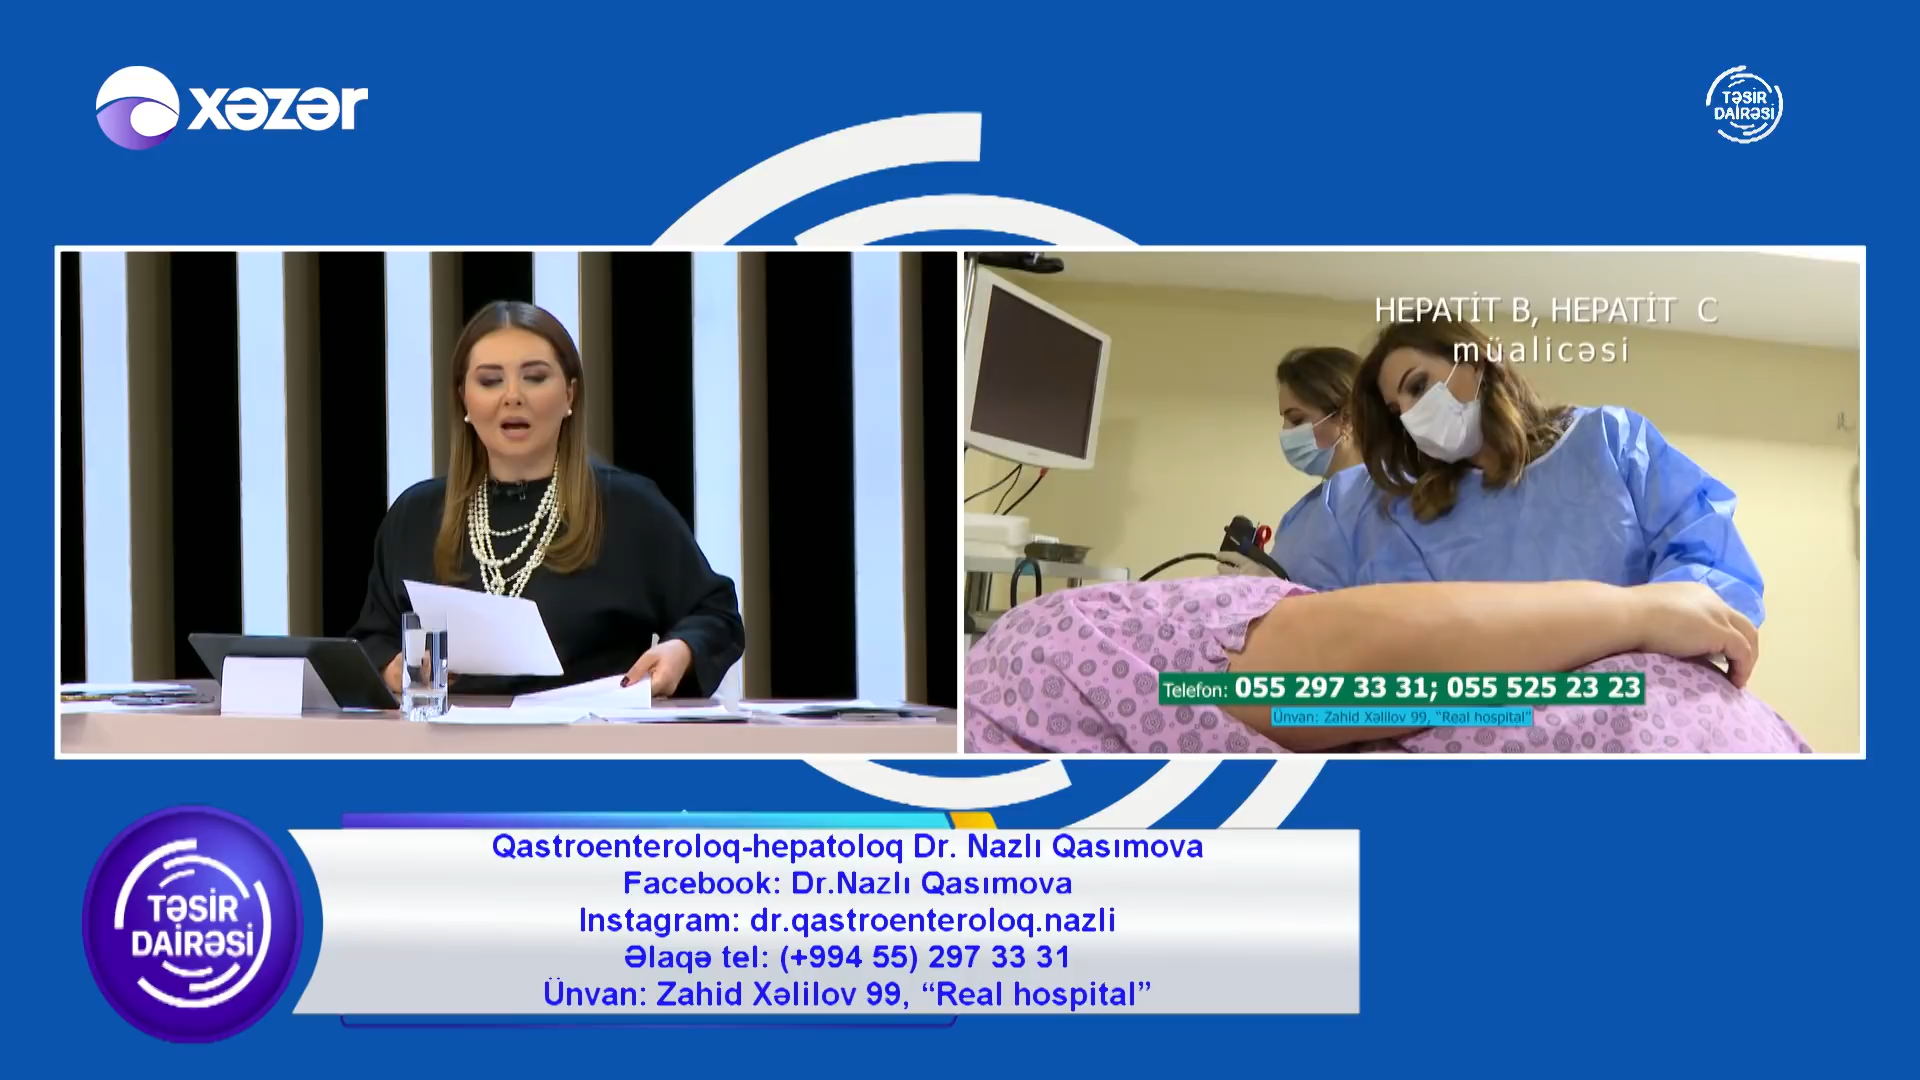 xəzər
TƏSİR
DAİRƏSİ
HEPATİT B, HEPATİT C
müalicəsi
Telefon: 055 297 33 31; 055 525 23 23
Ünvan: Zahid Xəlilov 99, “Real hospital”
Qastroenteroloq-hepatoloq Dr. Nazlı Qasımova
Facebook: Dr.Nazlı Qasımova
Instagram: dr.qastroenteroloq.nazli
Əlaqə tel: (+994 55) 297 33 31
Ünvan: Zahid Xəlilov 99, “Real hospital”
TƏSİR
DAİRƏSİ